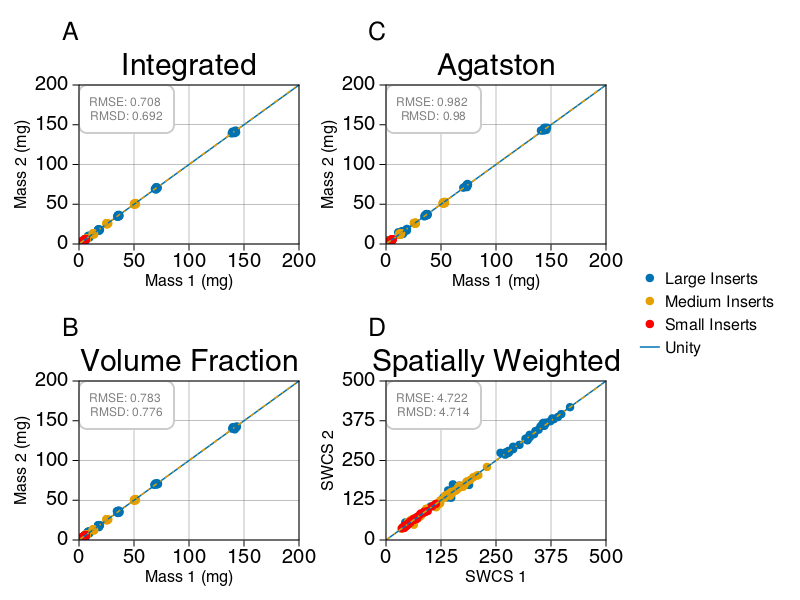 A
Integrated
RMSE: 0.708
RMSD: 0.692
Mass 2 (mg)
200
150
100
50
0
0 50 100 150 200
Mass 1 (mg)
C
Agatston
RMSE: 0.982
RMSD: 0.98
Mass 2 (mg)
200
150
100
50
0
0 50 100 150 200
Mass 1 (mg)
B
Volume Fraction
RMSE: 0.783
RMSD: 0.776
Mass 2 (mg)
200
150
100
50
0
0 50 100 150 200
Mass 1 (mg)
D
Spatially Weighted
RMSE: 4.722
RMSD: 4.714
SWCS 2
500
375
250
125
0
0 125 250 375 500
SWCS 1
Large Inserts
Medium Inserts
Small Inserts
Unity